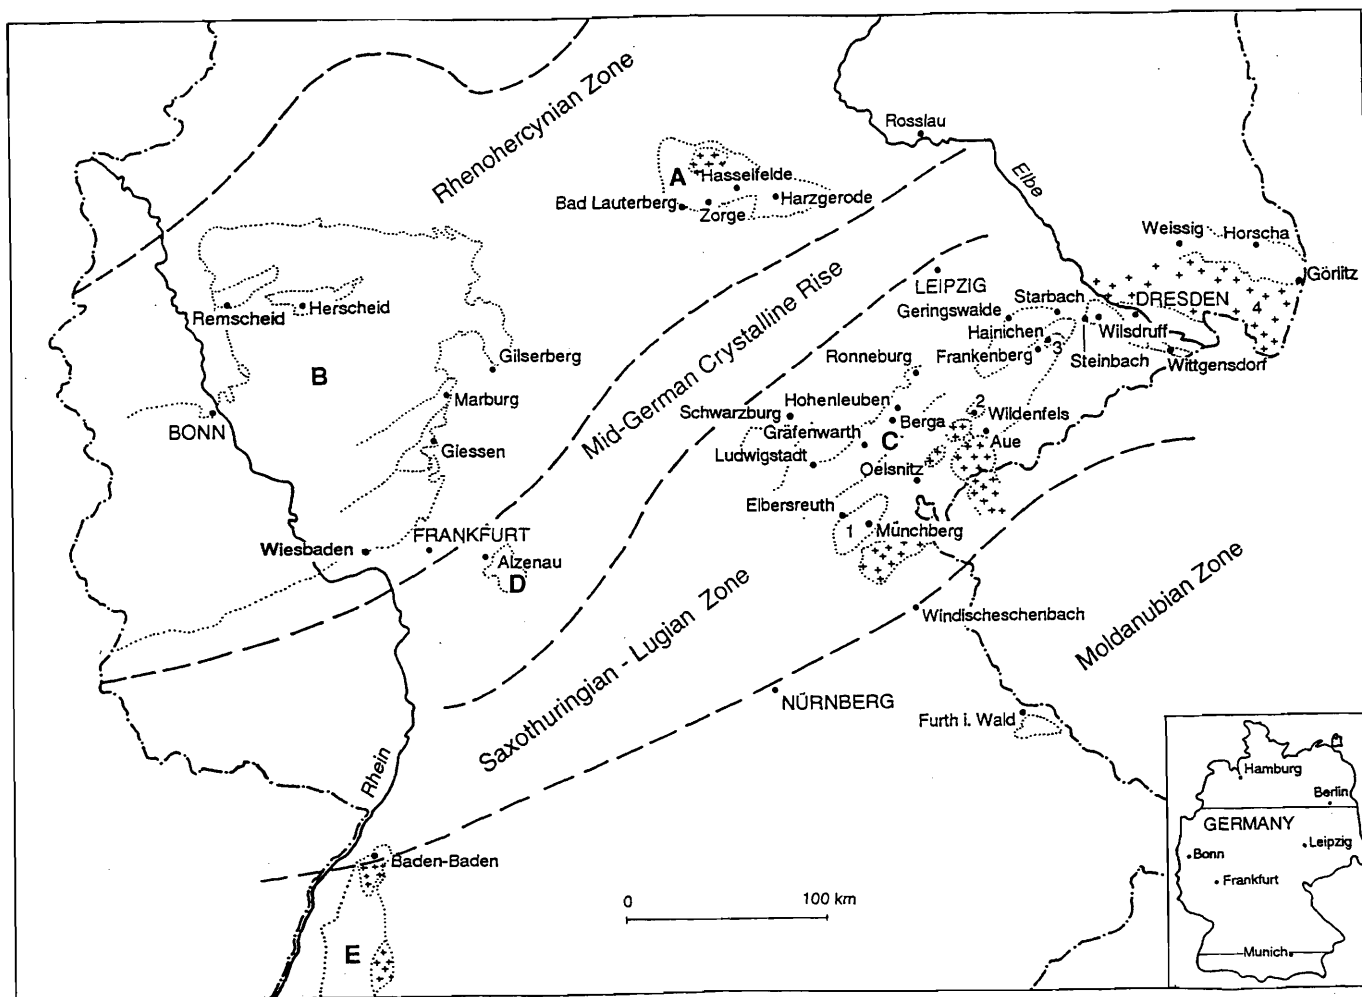 Rosslau
Elbe
Rhenohercynian Zone
A
Hasselfelde
Bad Lauterberg
Harzgerode
Zorge
Weissig
Horscha
Görlitz
LEIPZIG
Starbach
DRESDEN
4
Geringswalde
Hainichen
Wilsdruff
Frankenberg
3
Steinbach
Wittgensdorf
Remscheid
Herscheid
Gilserberg
B
Marburg
BONN
Giessen
Mid-German Crystalline Rise
Ronneburg
Hohenleuben
2
Wildenfels
Schwarzburg
Berga
Gräfenwarth
C
Aue
Ludwigstadt
Oelsnitz
Elbersreuth
1
Münchberg
Wiesbaden
FRANKFURT
Alzenau
D
Windischeschenbach
Moldanubian Zone
Saxothuringian - Lugian Zone
NÜRNBERG
Furth i. Wald
Rhein
Baden-Baden
E
0
100 km
Hamburg
Berlin
GERMANY
Leipzig
Bonn
Frankfurt
Munich